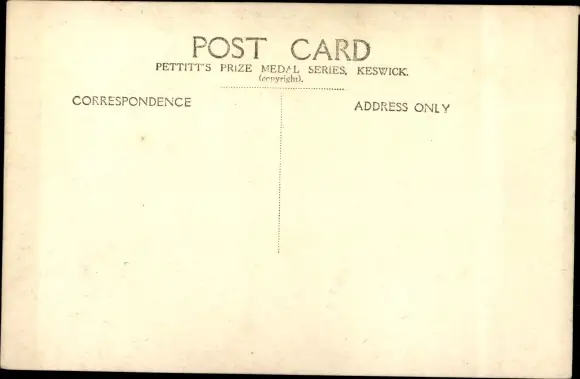 POST CARD
PETTITT'S PRIZE MEDAL SERIES, KESWICK.
(copyright).
CORRESPONDENCE
ADDRESS ONLY